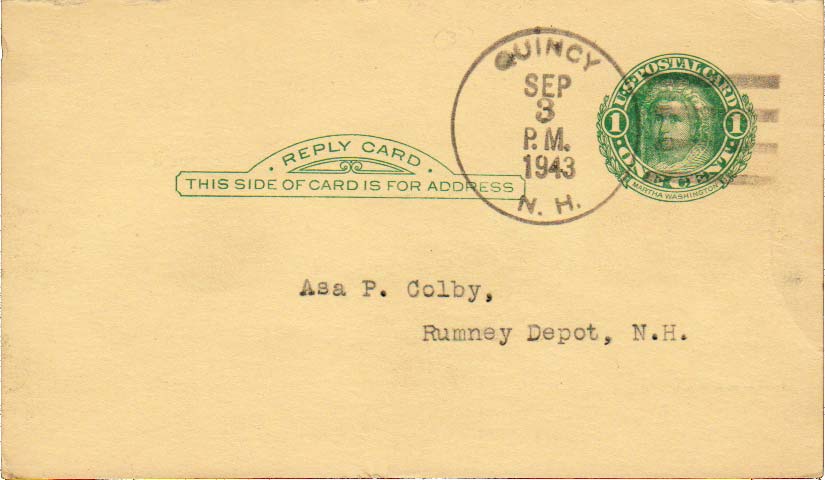 QUINCY
SEP
3
P.M.
1943
N. H.
U·S·POSTAL CARD
1 1
·ONE CENT·
MARTHA WASHINGTON
· REPLY CARD ·
THIS SIDE OF CARD IS FOR ADDRESS
Asa P. Colby,
Rumney Depot, N.H.